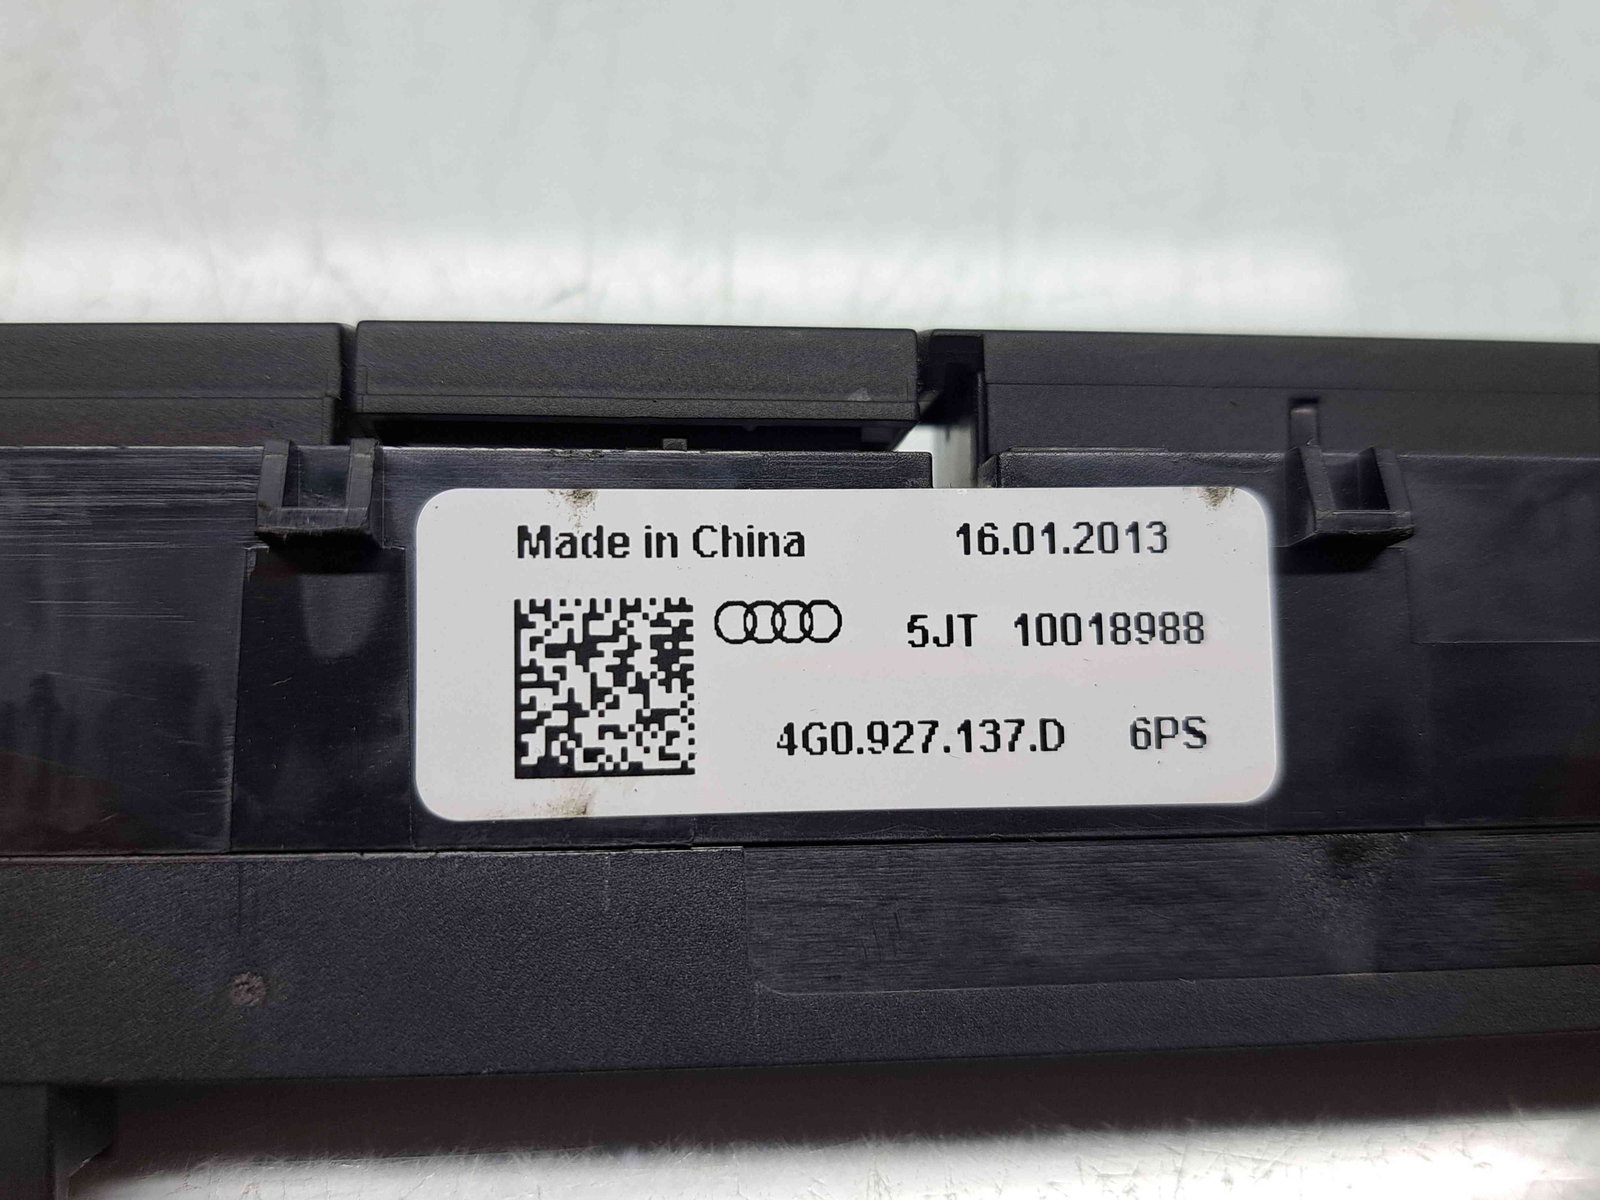 Made in China 16.01.2013
5JT 10018988
4G0.927.137.D 6PS